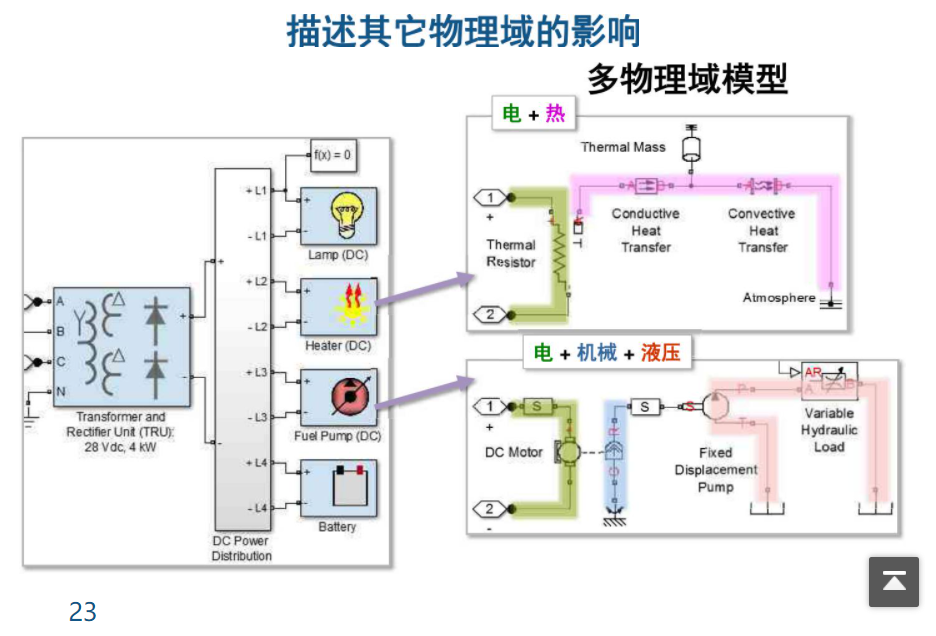 描述其它物理域的影响
多物理域模型
f(x) = 0
+ L1
+
+
- L1
-
Lamp (DC)
+ L2
+
- L2
-
Heater (DC)
+ L3
+
- L3
-
Fuel Pump (DC)
+ L4
+
- L4
-
Battery
A
B
C
N
+
-
Transformer and
Rectifier Unit (TRU):
28 Vdc, 4 kW
+
-
DC Power
Distribution
电 + 热
Thermal Mass
1
+
Thermal
Resistor
2
-
A
B
A
B
T
Conductive
Heat
Transfer
Convective
Heat
Transfer
Atmosphere
电 + 机械 + 液压
1
+
S
DC Motor
2
-
R
C
S
S
P
T
Fixed
Displacement
Pump
AR
A
B
Variable
Hydraulic
Load
23